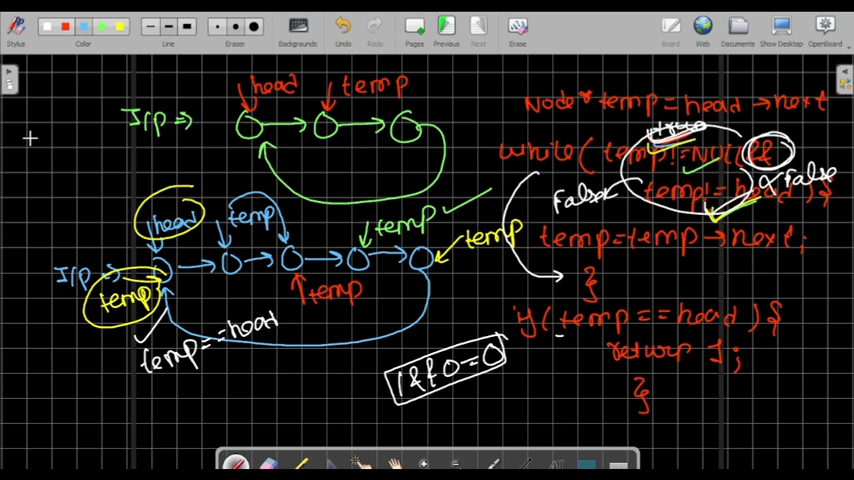 Stylus
Color
Line
Eraser
Backgrounds
Undo
Redo
Pages
Previous
Next
Erase
Board
Web
Documents
Show Desktop
OpenBoard
head
temp
I/p ⇒
Node* temp = head → next
while( temp!=NULL &&
temp!= head ) {
False
False
temp=temp → next;
}
if( temp == head ) {
return 1;
}
head
temp
temp
temp
I/p ⇒
temp
temp
temp==head
1 && 0 = 0